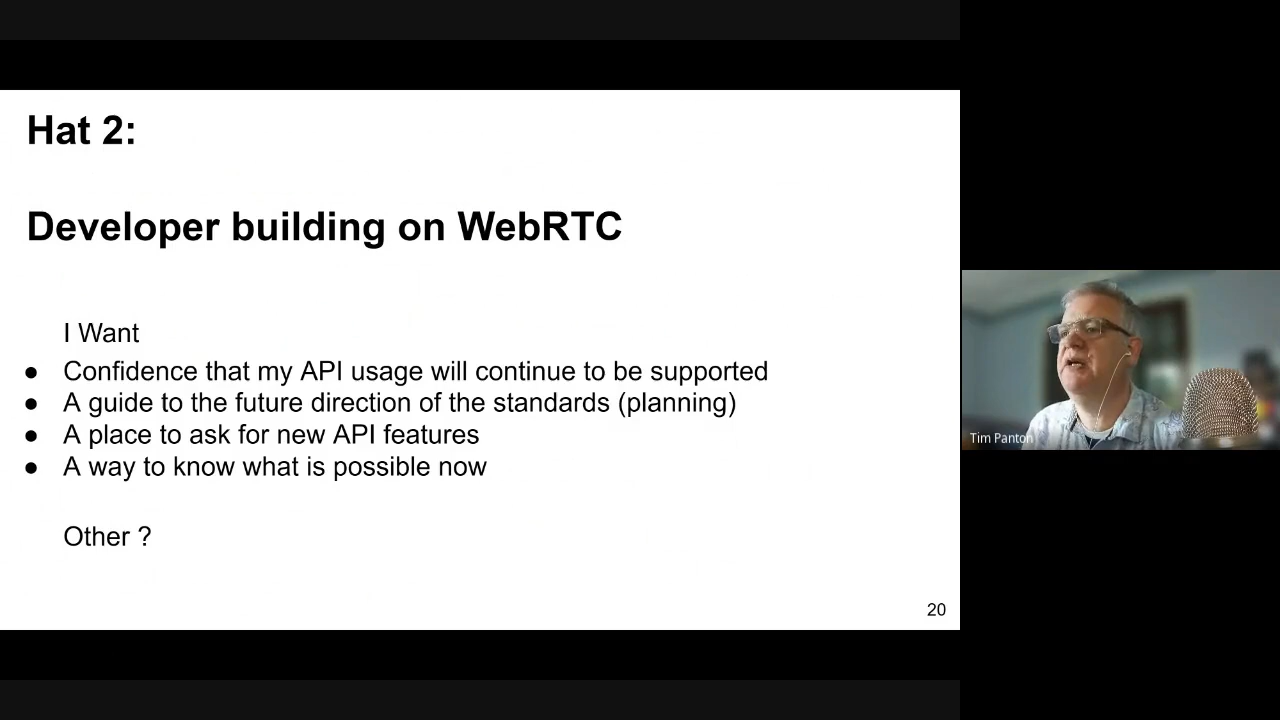 Hat 2:
Developer building on WebRTC
I Want
● Confidence that my API usage will continue to be supported
● A guide to the future direction of the standards (planning)
● A place to ask for new API features
● A way to know what is possible now
Other ?
20
Tim Panton